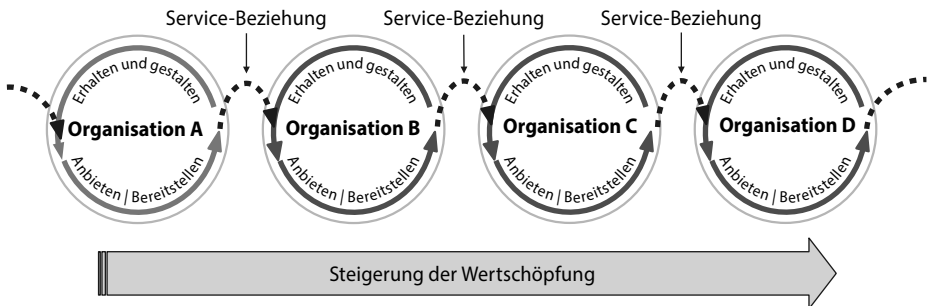 Service-Beziehung Service-Beziehung Service-Beziehung
Erhalten und gestalten Erhalten und gestalten Erhalten und gestalten Erhalten und gestalten
Organisation A Organisation B Organisation C Organisation D
Anbieten / Bereitstellen Anbieten / Bereitstellen Anbieten / Bereitstellen Anbieten / Bereitstellen
Steigerung der Wertschöpfung